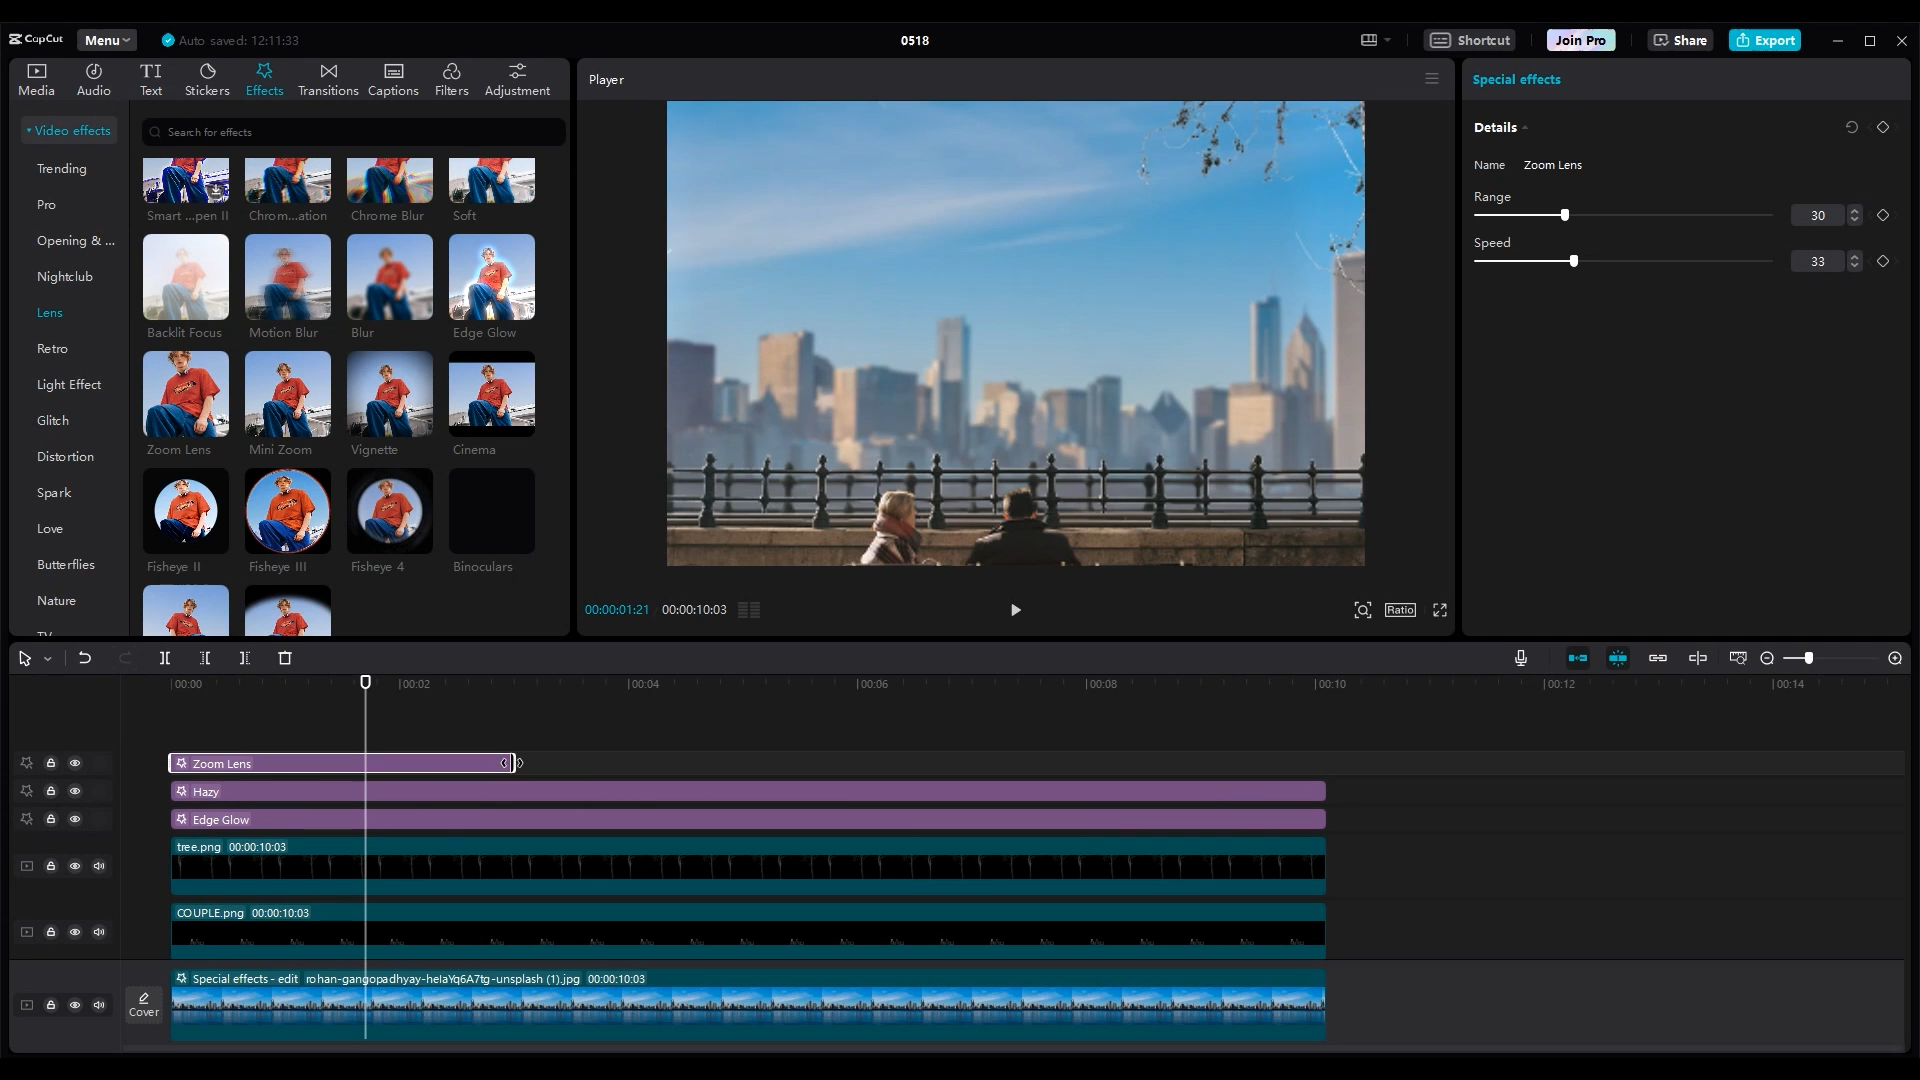 CapCut
Menu
Auto saved: 12:11:33
0518
Shortcut
Join Pro
Share
Export
Media
Audio
Text
Stickers
Effects
Transitions
Captions
Filters
Adjustment
Video effects
Trending
Pro
Opening & ...
Nightclub
Lens
Retro
Light Effect
Glitch
Distortion
Spark
Love
Butterflies
Nature
TV
Search for effects
Smart ...pen II
Chrom...ation
Chrome Blur
Soft
Backlit Focus
Motion Blur
Blur
Edge Glow
Zoom Lens
Mini Zoom
Vignette
Cinema
Fisheye II
Fisheye III
Fisheye 4
Binoculars
Player
00:00:01:21
00:00:10:03
Ratio
Special effects
Details
Name Zoom Lens
Range
30
Speed
33
00:00
00:02
00:04
00:06
00:08
00:10
00:12
00:14
Zoom Lens
Hazy
Edge Glow
tree.png 00:00:10:03
COUPLE.png 00:00:10:03
Special effects - edit rohan-gangopadhyay-helaYq6A7tg-unsplash (1).jpg 00:00:10:03
Cover